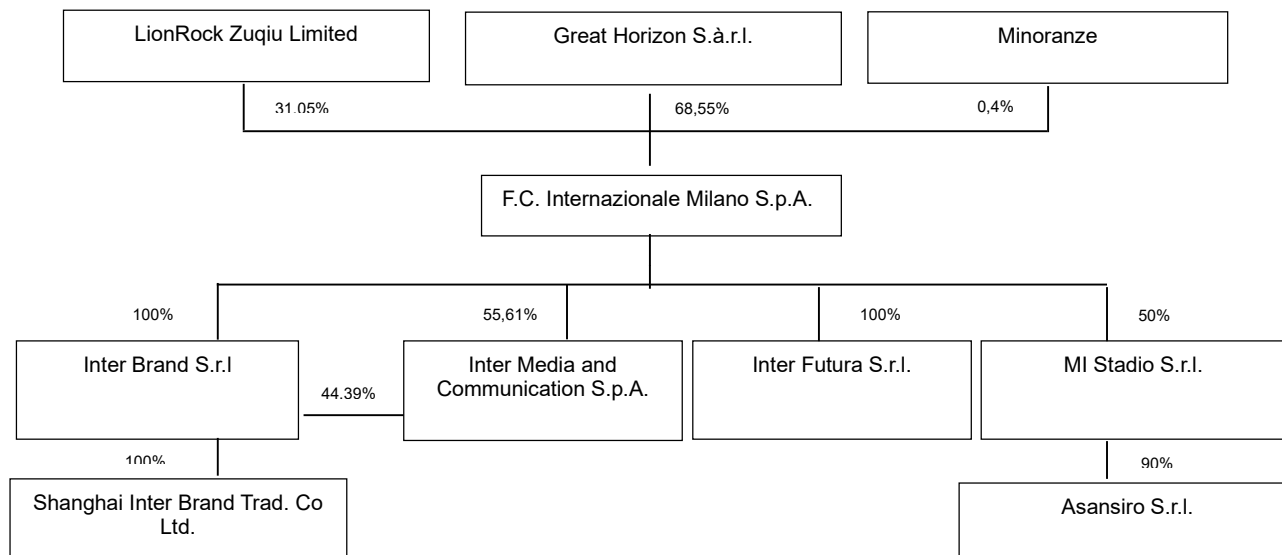 LionRock Zuqiu Limited
Great Horizon S.à.r.l.
Minoranze
31.05%
68,55%
0,4%
F.C. Internazionale Milano S.p.A.
100%
55,61%
100%
50%
Inter Brand S.r.l
Inter Media and
Communication S.p.A.
Inter Futura S.r.l.
MI Stadio S.r.l.
44.39%
100%
90%
Shanghai Inter Brand Trad. Co
Ltd.
Asansiro S.r.l.